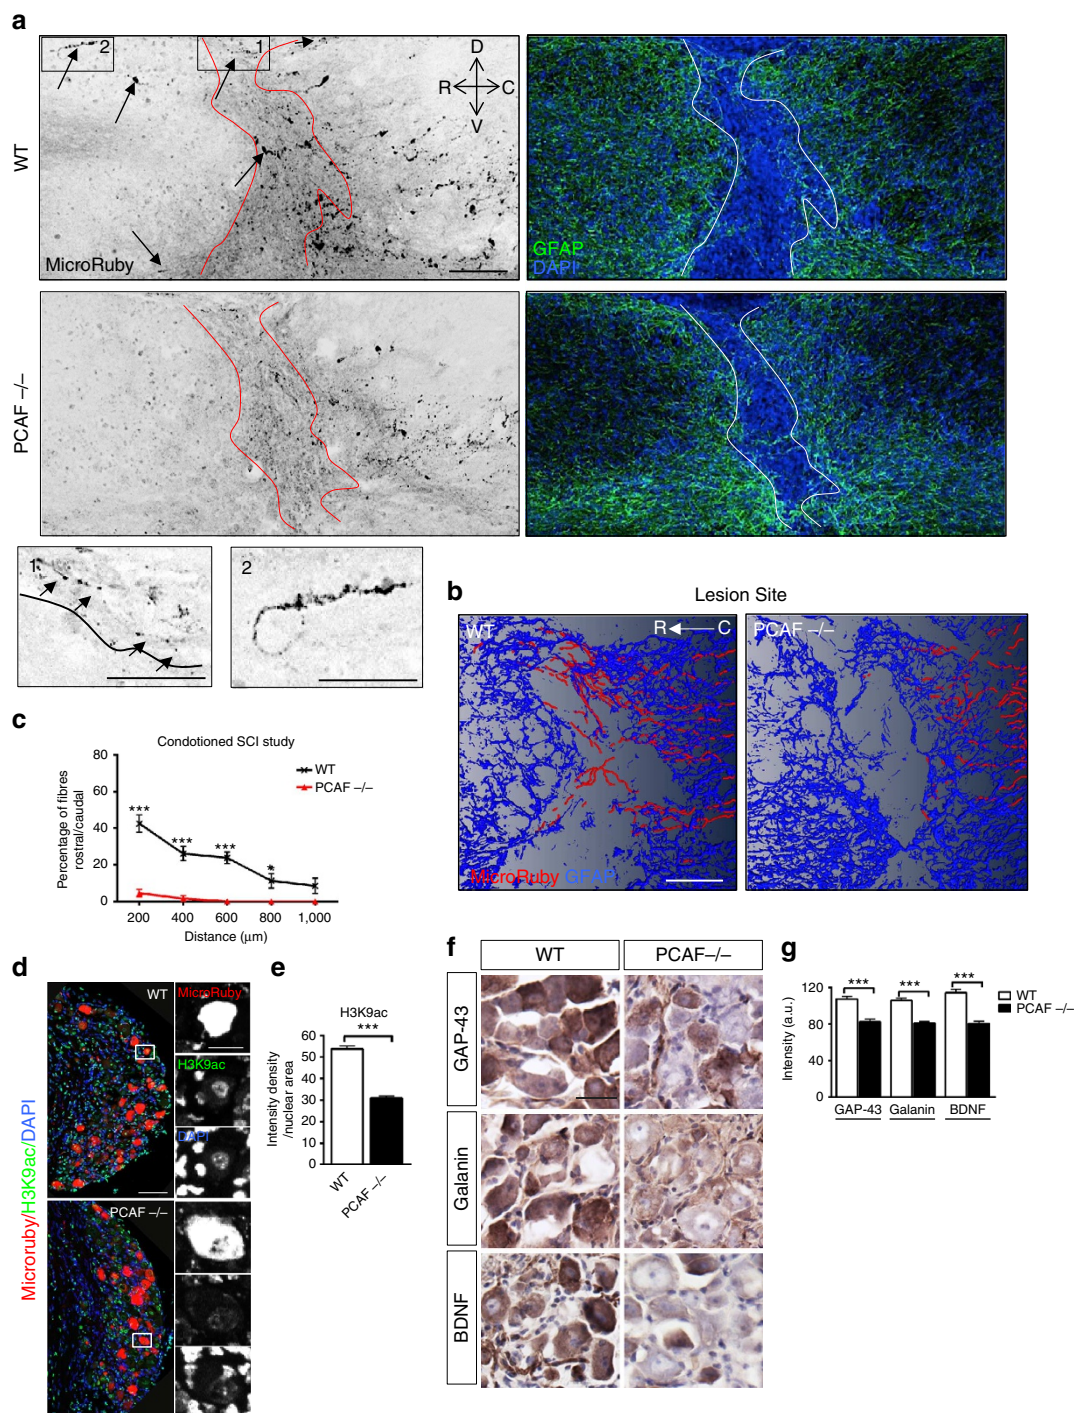 a
WT
2
1
D
R
C
V
MicroRuby
GFAP
DAPI
PCAF –/–
1
2
b
Lesion Site
WT
R
C
PCAF –/–
MicroRuby GFAP
c
Condotioned SCI study
Percentage of fibres
rostral/caudal
80
60
40
20
0
WT
PCAF –/–
***
***
***
*
200
400
600
800
1,000
Distance (μm)
d
Microruby/H3K9ac/DAPI
WT
MicroRuby
H3K9ac
DAPI
PCAF –/–
e
H3K9ac
***
Intensity density
/nuclear area
60
50
40
30
20
10
0
WT
PCAF –/–
f
WT
PCAF–/–
GAP-43
Galanin
BDNF
g
***
***
***
WT
PCAF –/–
Intensity (a.u.)
120
80
40
0
GAP-43
Galanin
BDNF